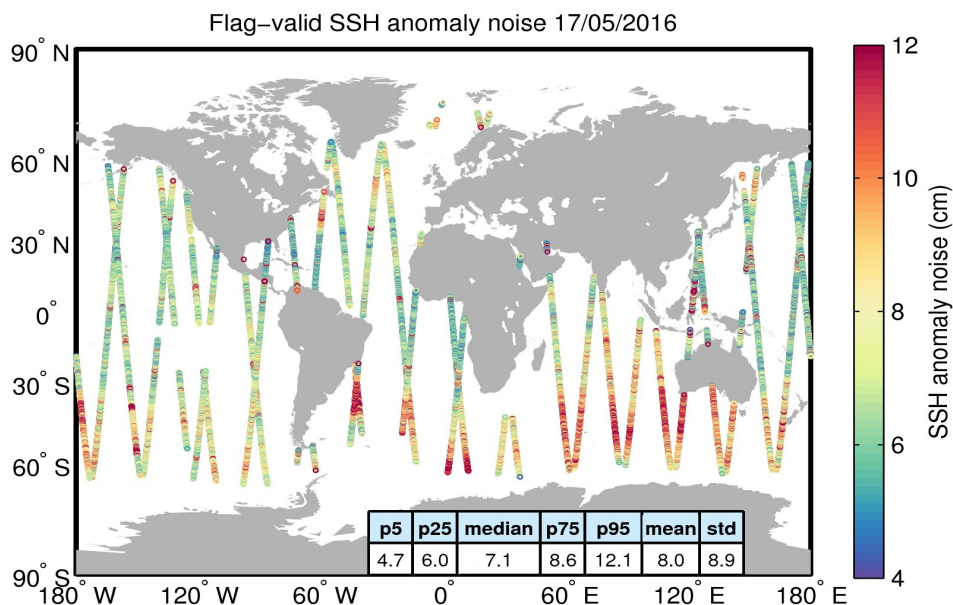 Flag−valid SSH anomaly noise 17/05/2016
90° N
60° N
30° N
0°
30° S
60° S
90° S
180° W
120° W
60° W
0°
60° E
120° E
180° E
12
10
8
6
4
SSH anomaly noise (cm)
p5 p25 median p75 p95 mean std
4.7 6.0 7.1 8.6 12.1 8.0 8.9